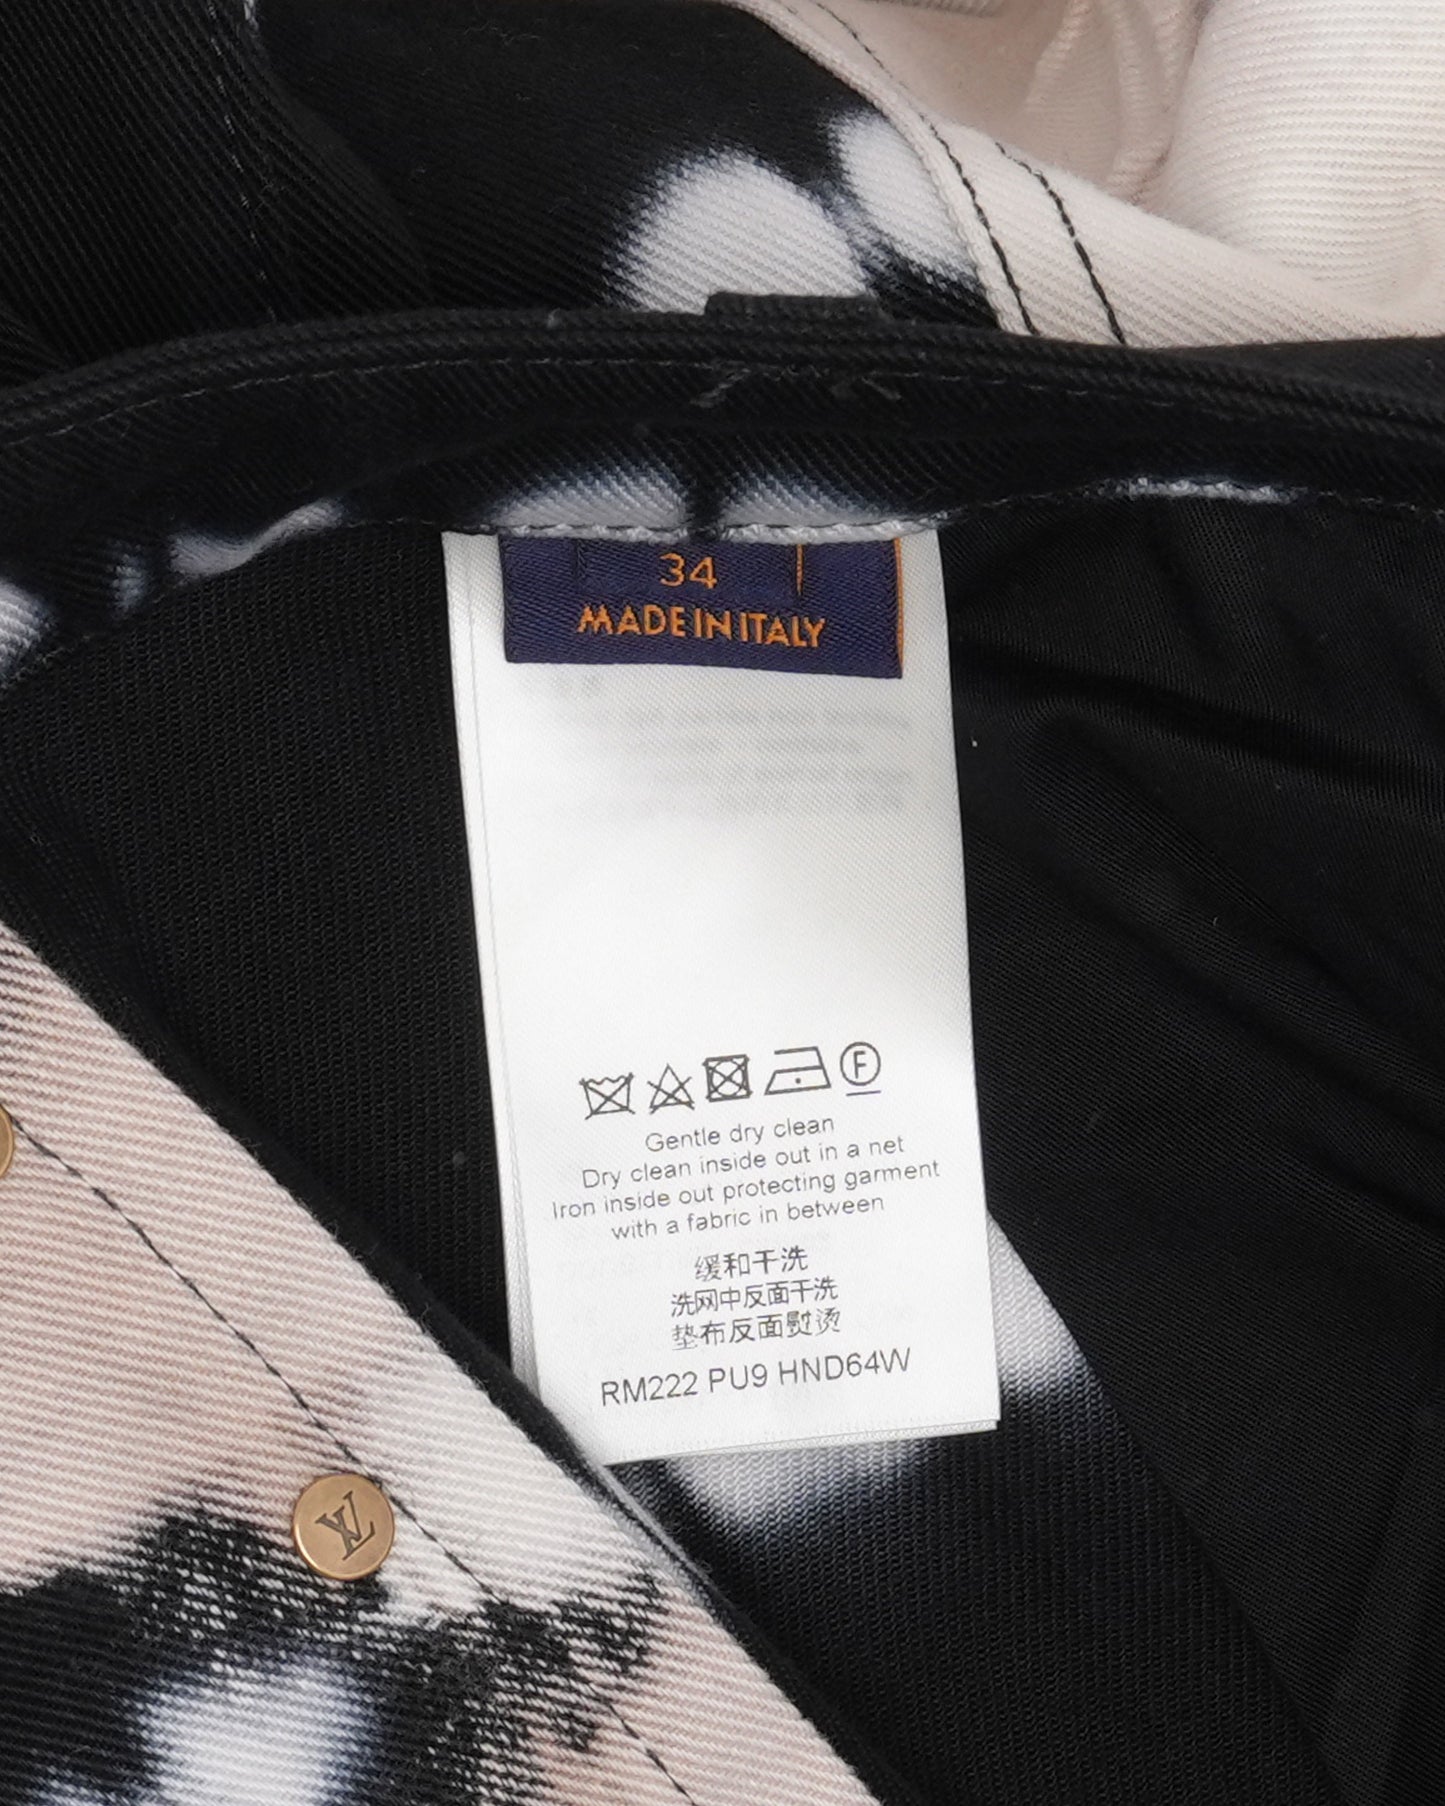 34
MADE IN ITALY
F
Gentle dry clean
Dry clean inside out in a net
Iron inside out protecting garment
with a fabric in between
缓和干洗
洗网中反面干洗
垫布反面熨烫
RM222 PU9 HND64W
LV